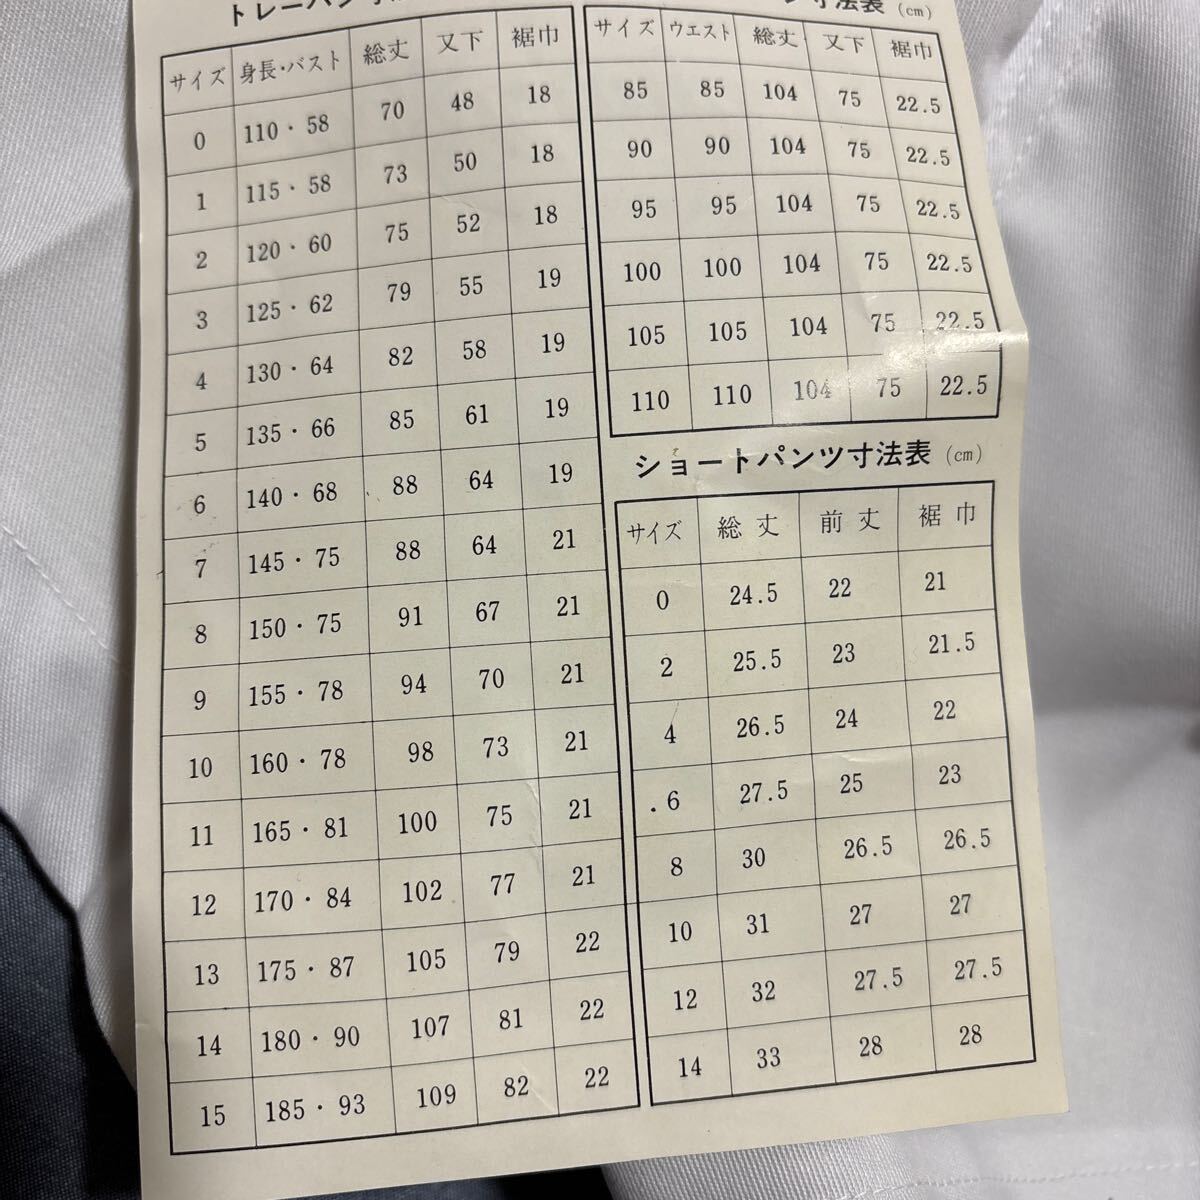 トレーパン寸
サイズ 身長・バスト 総丈 又下 裾巾
0 110・58 70 48 18
1 115・58 73 50 18
2 120・60 75 52 18
3 125・62 79 55 19
4 130・64 82 58 19
5 135・66 85 61 19
6 140・68 88 64 19
7 145・75 88 64 21
8 150・75 91 67 21
9 155・78 94 70 21
10 160・78 98 73 21
11 165・81 100 75 21
12 170・84 102 77 21
13 175・87 105 79 22
14 180・90 107 81 22
15 185・93 109 82 22
寸法表 (cm)
サイズ ウエスト 総丈 又下 裾巾
85 85 104 75 22.5
90 90 104 75 22.5
95 95 104 75 22.5
100 100 104 75 22.5
105 105 104 75 22.5
110 110 104 75 22.5
ショートパンツ寸法表 (cm)
サイズ 総丈 前丈 裾巾
0 24.5 22 21
2 25.5 23 21.5
4 26.5 24 22
.6 27.5 25 23
8 30 26.5 26.5
10 31 27 27
12 32 27.5 27.5
14 33 28 28